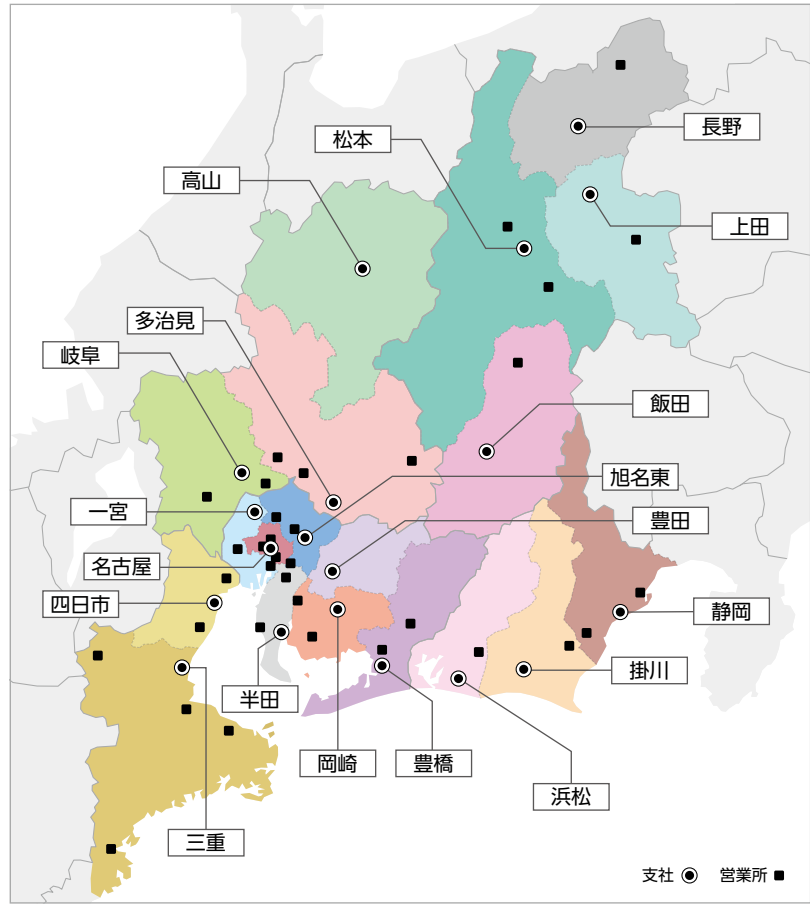 長野
松本
高山
上田
多治見
岐阜
飯田
旭名東
一宮
豊田
名古屋
四日市
静岡
掛川
半田
岡崎
豊橋
浜松
三重
支社 営業所